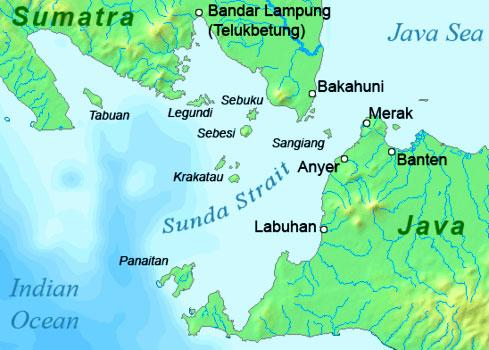 Sumatra
Bandar Lampung
(Telukbetung)
Java Sea
Bakahuni
Sebuku
Legundi
Tabuan
Merak
Sebesi
Sangiang
Anyer
Banten
Krakatau
Sunda Strait
Labuhan
Java
Panaitan
Indian
Ocean